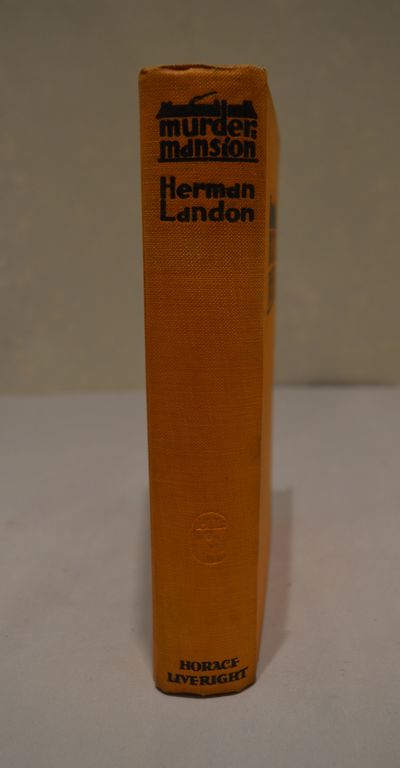 murder
mansion
Herman
Landon
HORACE
LIVERIGHT